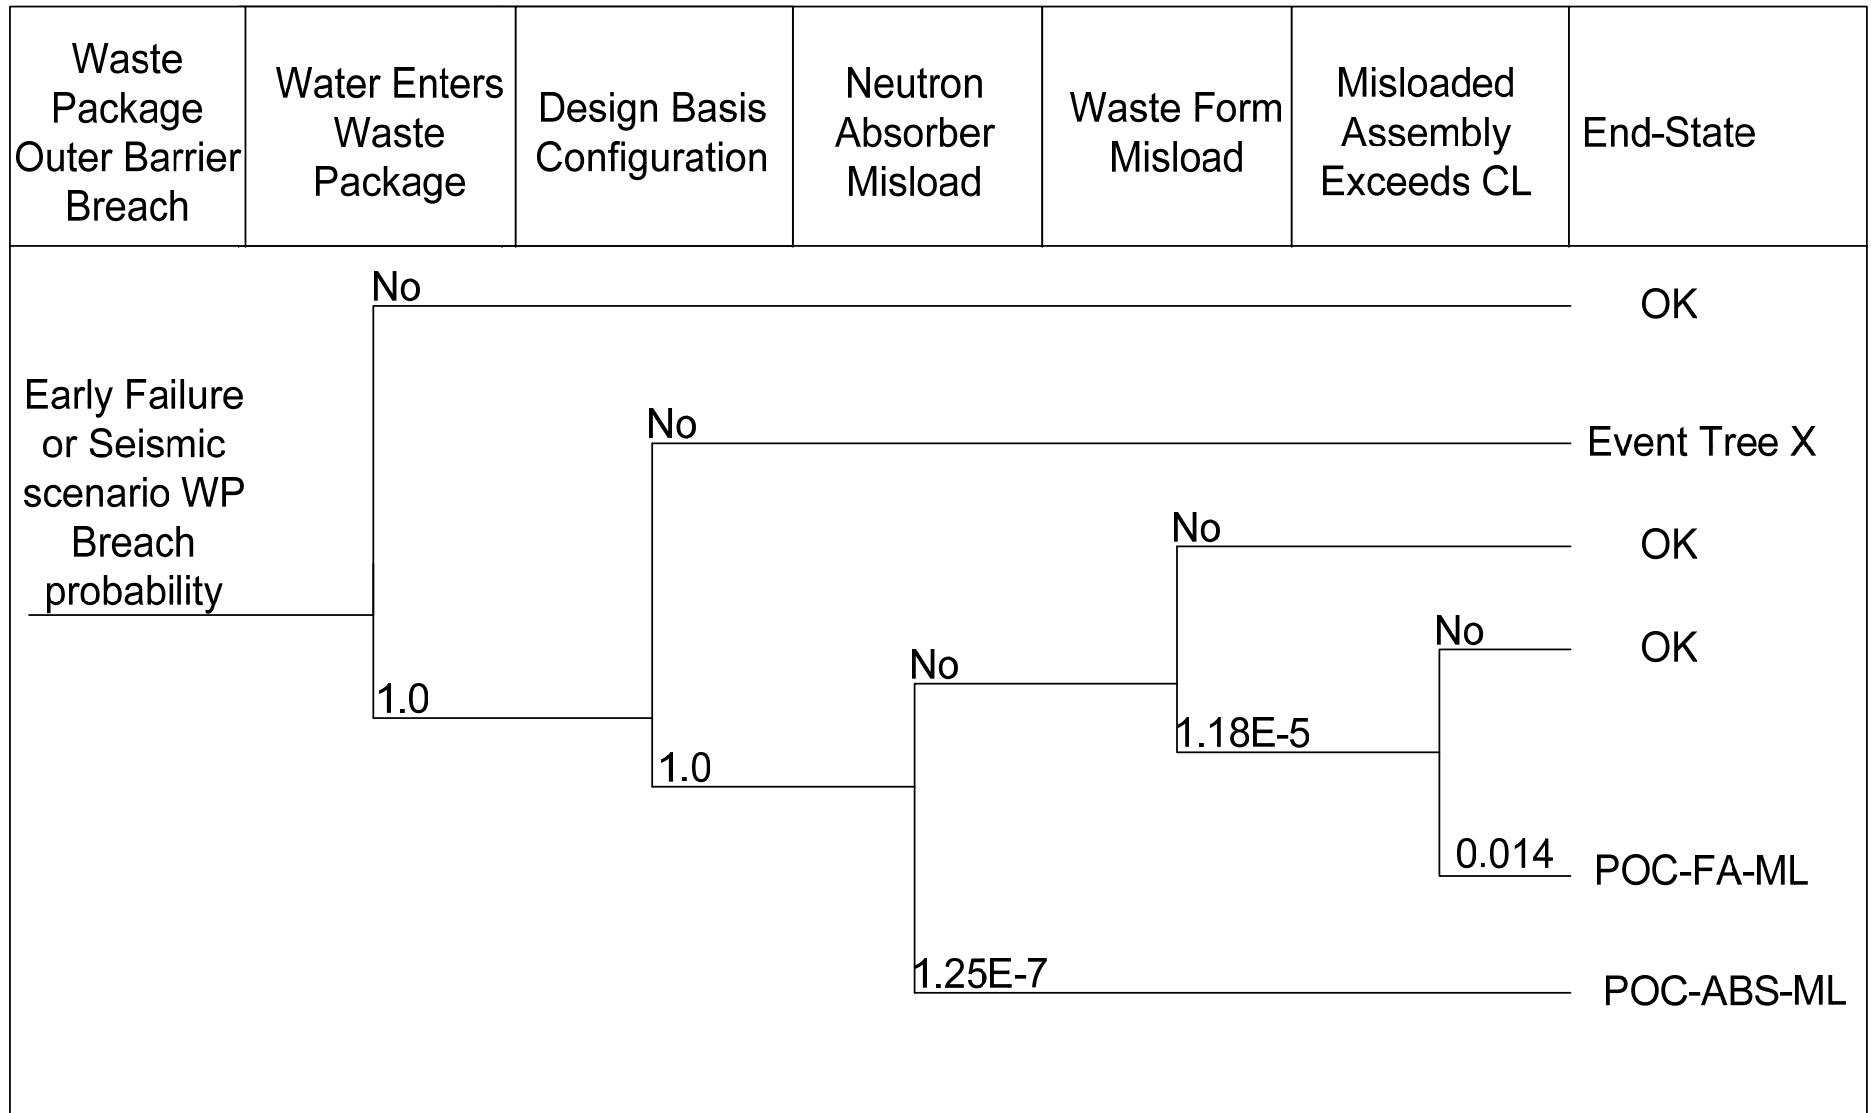 Waste
Package
Outer Barrier
Breach
Water Enters
Waste
Package
Design Basis
Configuration
Neutron
Absorber
Misload
Waste Form
Misload
Misloaded
Assembly
Exceeds CL
End-State
No
OK
Early Failure
or Seismic
scenario WP
Breach
probability
No
Event Tree X
No
OK
No
OK
No
1.0
1.18E-5
1.0
0.014
POC-FA-ML
1.25E-7
POC-ABS-ML